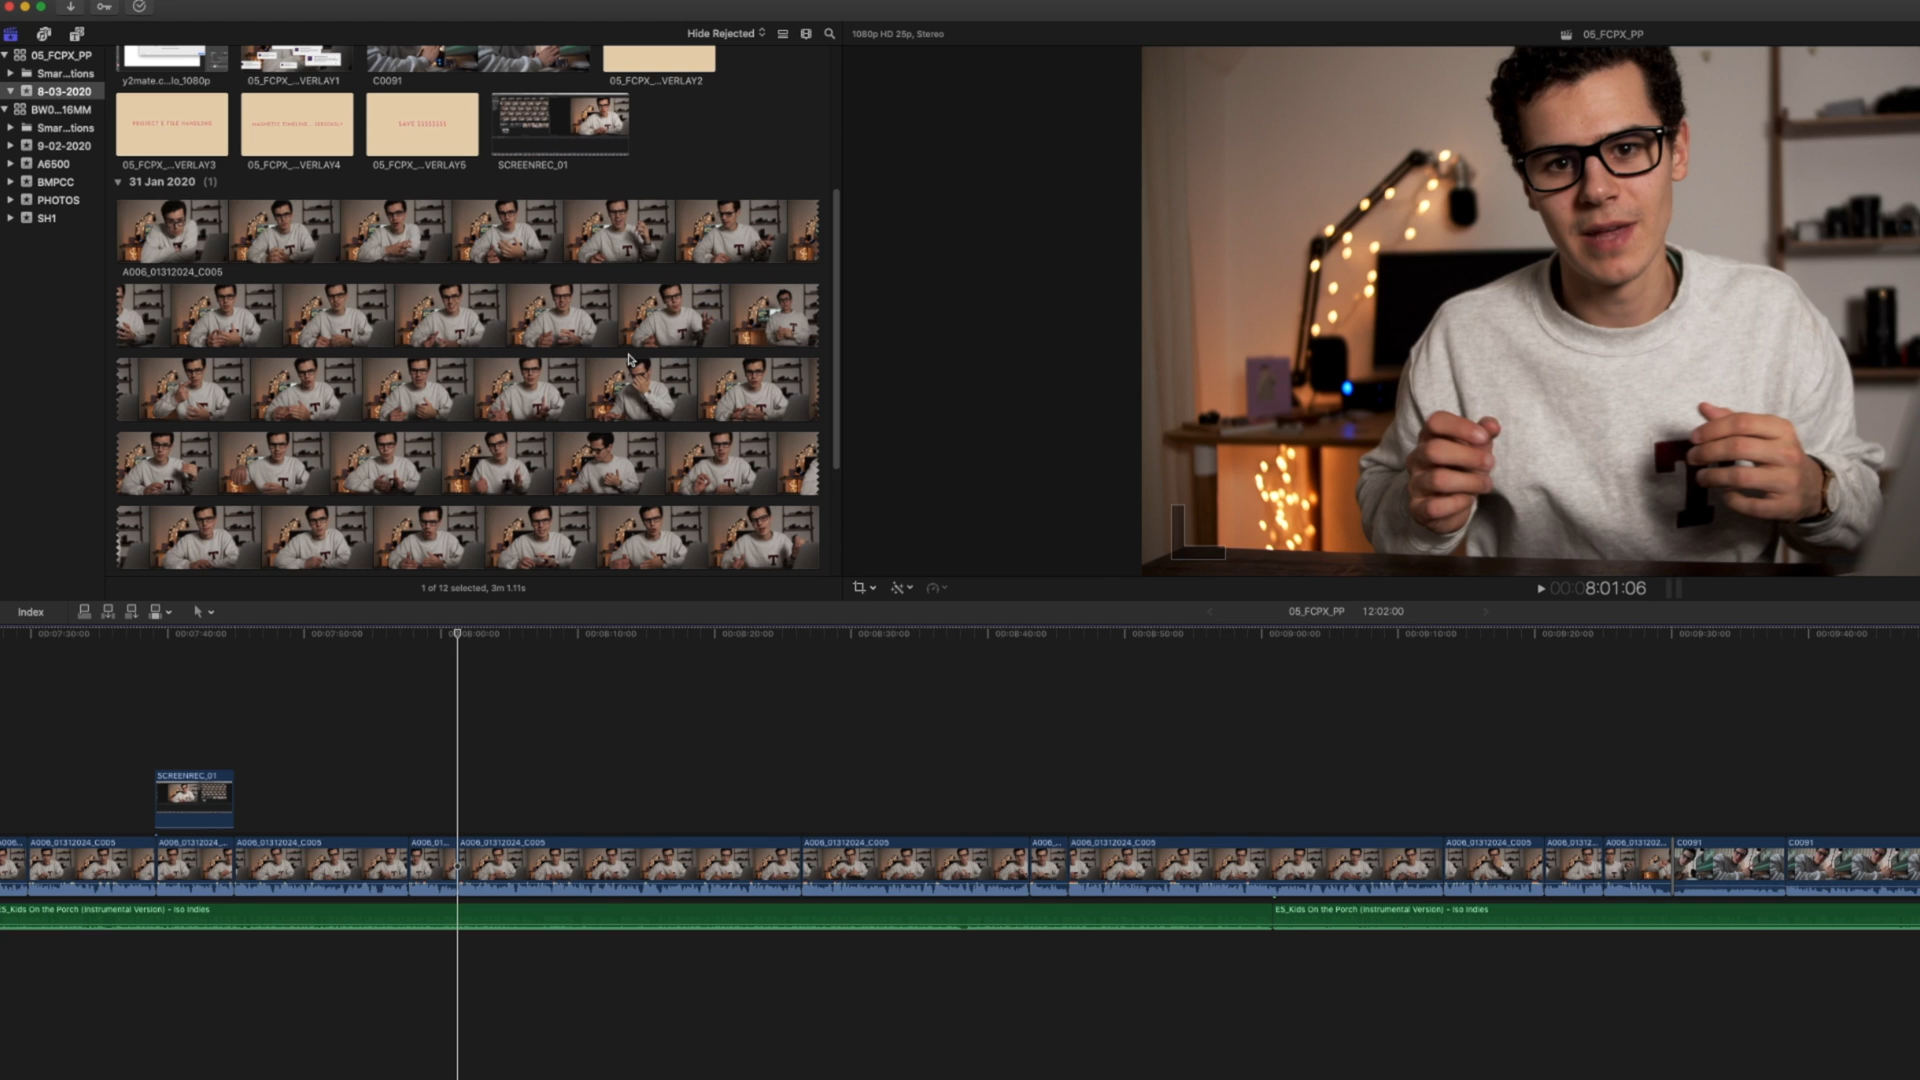 Hide Rejected
1080p HD 25p, Stereo
05_FCPX_PP
05_FCPX_PP
Smar...tions
8-03-2020
BW0...16MM
Smar...tions
9-02-2020
A6500
BMPCC
PHOTOS
SH1
y2mate.c...lo_1080p
05_FCPX_...VERLAY1
C0091
05_FCPX_...VERLAY2
PROJECT & FILE HANDLING
MAGNETIC TIMELINE... SERIOUSLY
SAVE $$$$$$$
05_FCPX_...VERLAY3
05_FCPX_...VERLAY4
05_FCPX_...VERLAY5
SCREENREC_01
31 Jan 2020 (1)
A006_01312024_C005
T
1 of 12 selected, 3m 1.11s
00:008:01:06
Index
05_FCPX_PP 12:02:00
00:07:30:00 00:07:40:00 00:07:50:00 00:08:00:00 00:08:10:00 00:08:20:00 00:08:30:00 00:08:40:00 00:08:50:00 00:09:00:00 00:09:10:00 00:09:20:00 00:09:30:00 00:09:40:00
SCREENREC_01
A006... A006_01312024_C005 A006_01312024_... A006_01312024_C005 A006_01... A006_01312024_C005 A006_01312024_C005 A006_... A006_01312024_C005 A006_01312024_C005 A006_01312... A006_0131202... C0091 C0091
E5_Kids On the Porch (Instrumental Version) - Iso Indies
E5_Kids On the Porch (Instrumental Version) - Iso Indies